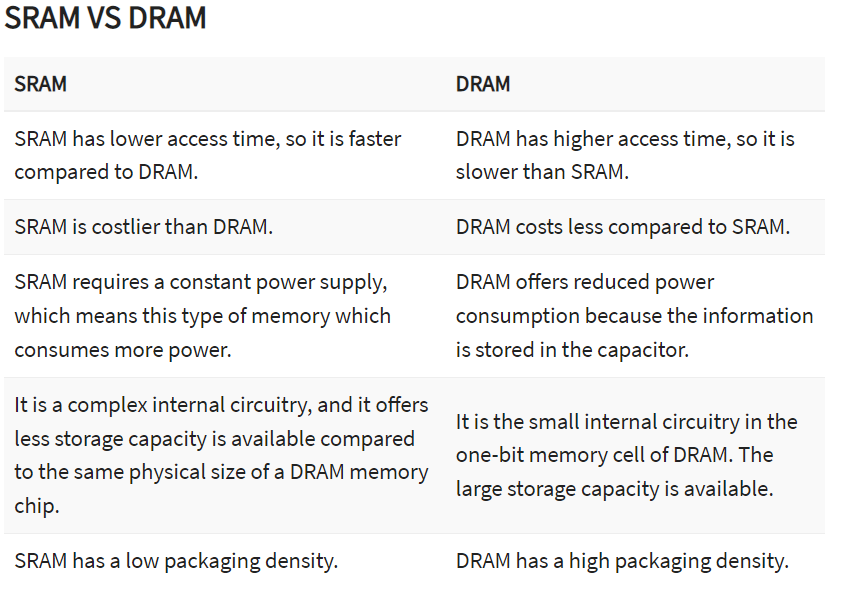 SRAM VS DRAM
SRAM
DRAM
SRAM has lower access time, so it is faster
compared to DRAM.
DRAM has higher access time, so it is
slower than SRAM.
SRAM is costlier than DRAM.
DRAM costs less compared to SRAM.
SRAM requires a constant power supply,
which means this type of memory which
consumes more power.
DRAM offers reduced power
consumption because the information
is stored in the capacitor.
It is a complex internal circuitry, and it offers
less storage capacity is available compared
to the same physical size of a DRAM memory
chip.
It is the small internal circuitry in the
one-bit memory cell of DRAM. The
large storage capacity is available.
SRAM has a low packaging density.
DRAM has a high packaging density.